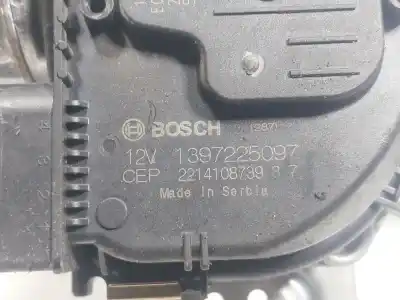 BOSCH
12V 1397225097
CEP 2214108739 8 7
Made in Serbia